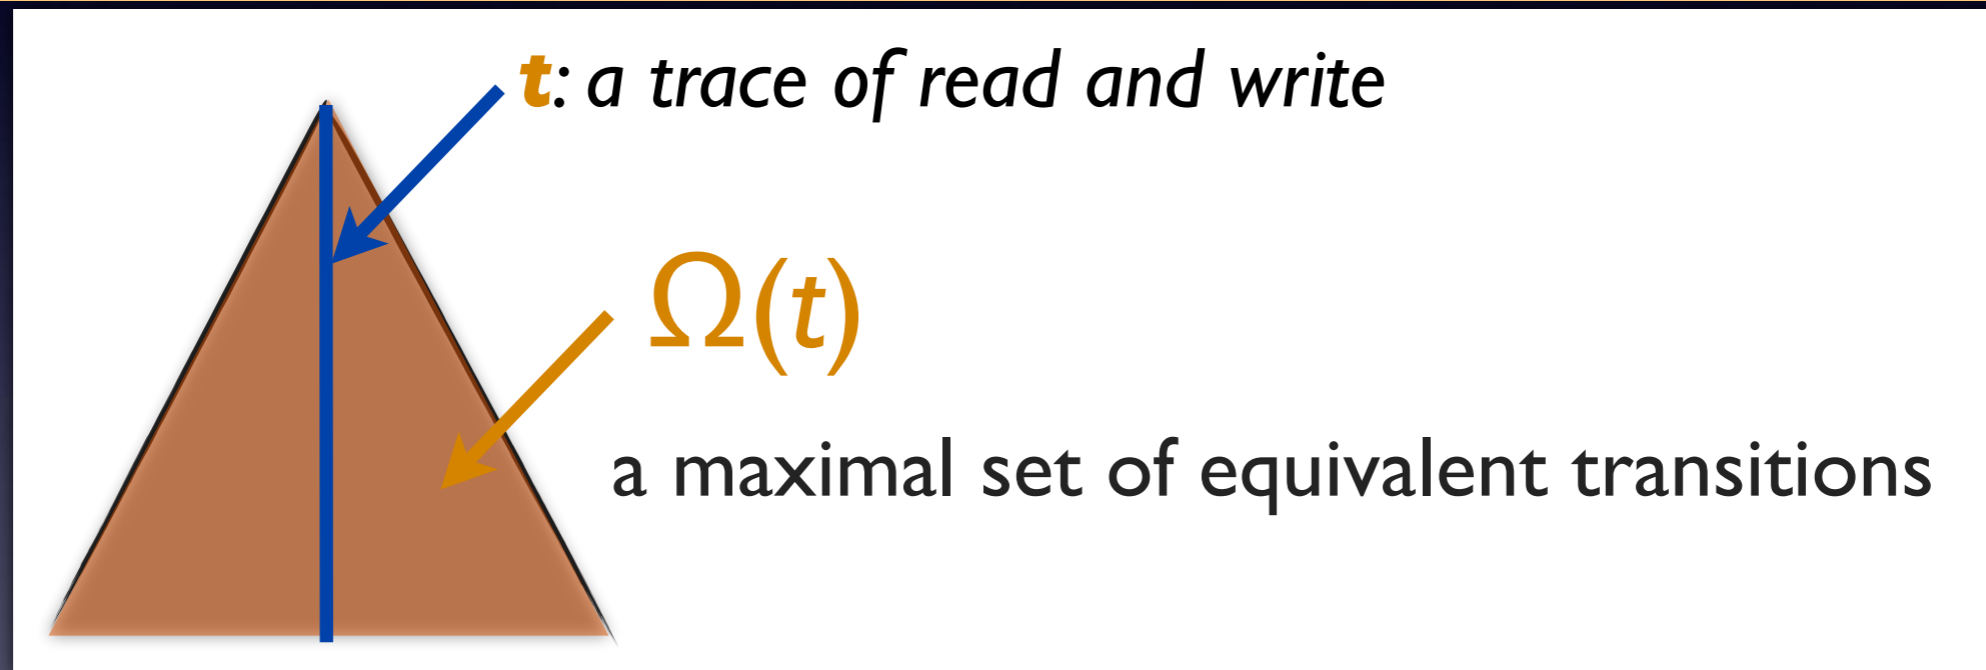 t: a trace of read and write
Ω(t)
a maximal set of equivalent transitions